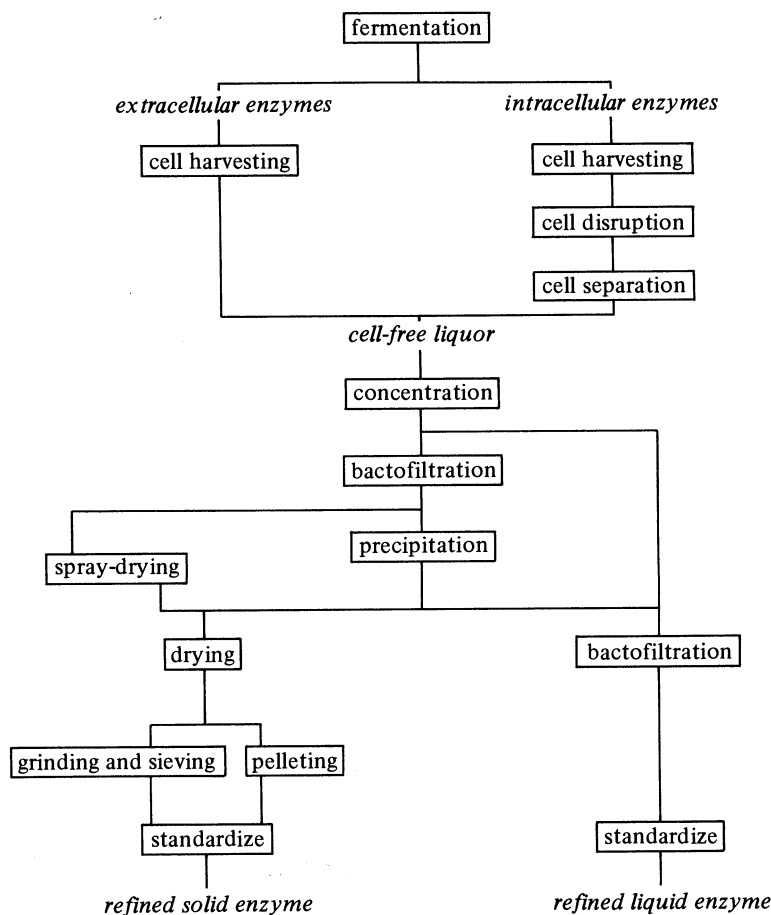 fermentation
extracellular enzymes
intracellular enzymes
cell harvesting
cell harvesting
cell disruption
cell separation
cell-free liquor
concentration
bactofiltration
precipitation
spray-drying
drying
bactofiltration
grinding and sieving
pelleting
standardize
standardize
refined solid enzyme
refined liquid enzyme